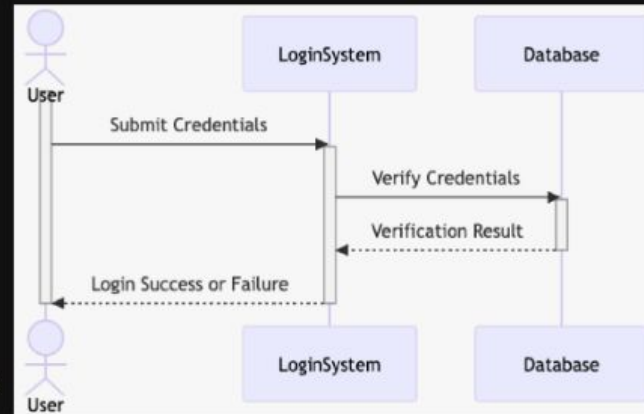 LoginSystem
Database
User
Submit Credentials
Verify Credentials
Verification Result
Login Success or Failure
LoginSystem
Database
User